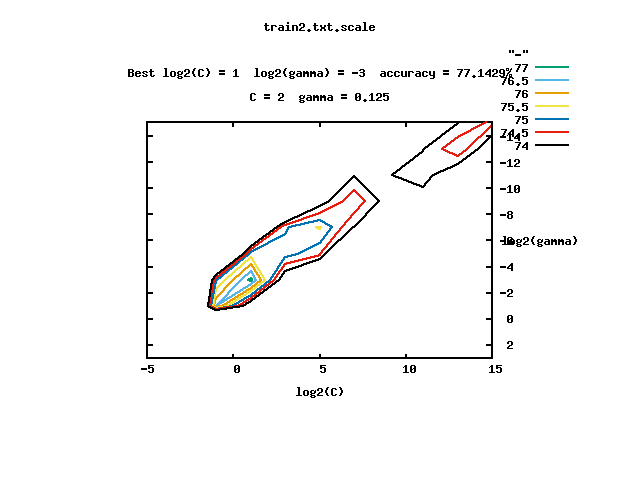 train2.txt.scale
"-"
Best log2(C) = 1  log2(gamma) = -3  accuracy = 77.1429%
C = 2  gamma = 0.125
77
76.5
76
75.5
75
74.5
74
-14
-12
-10
-8
-6
log2(gamma)
-4
-2
0
2
-5 0 5 10 15
log2(C)